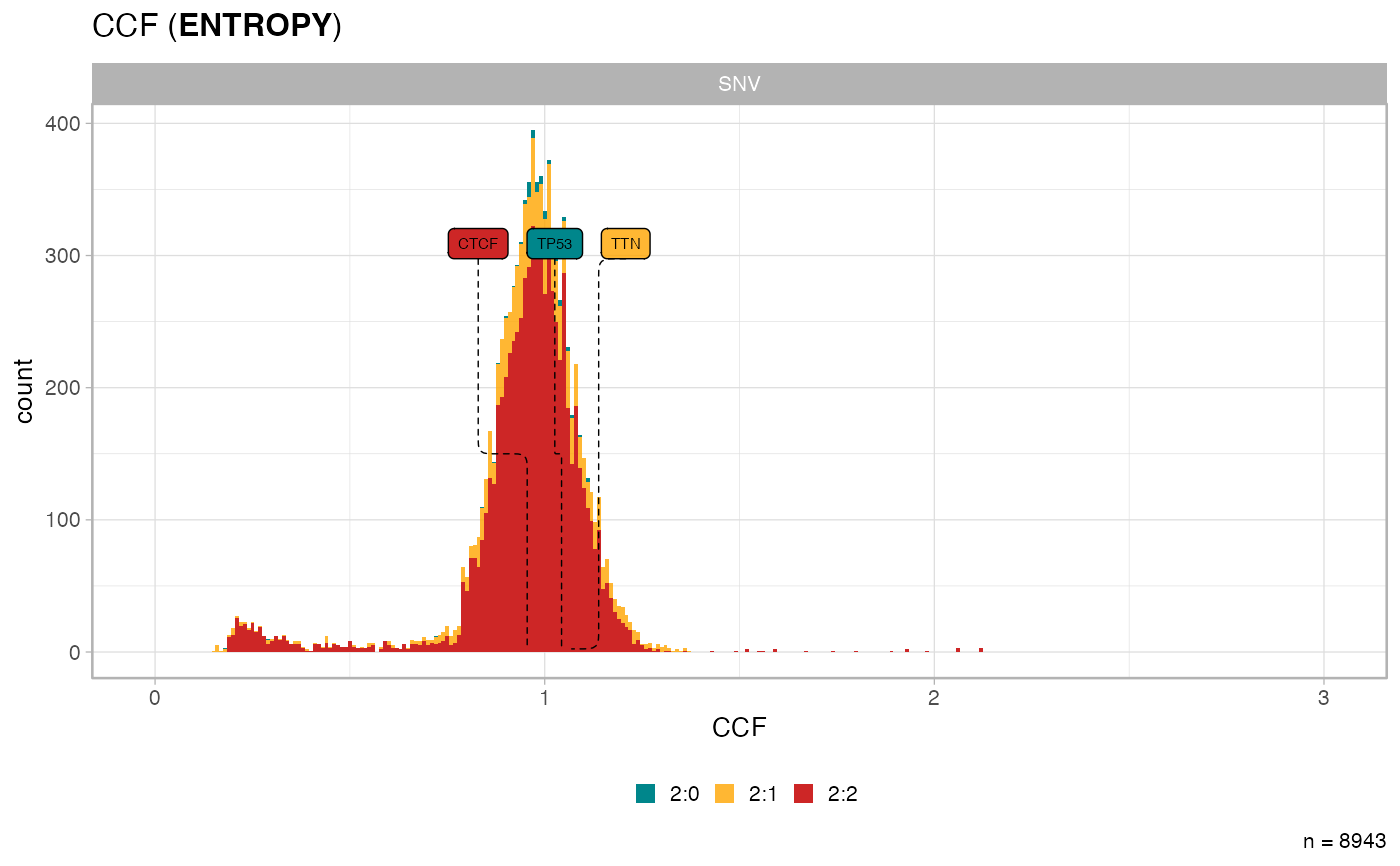 CCF (ENTROPY)
SNV
400
300
200
100
0
count
CTCF
TP53
TTN
0
1
2
3
CCF
2:0
2:1
2:2
n = 8943